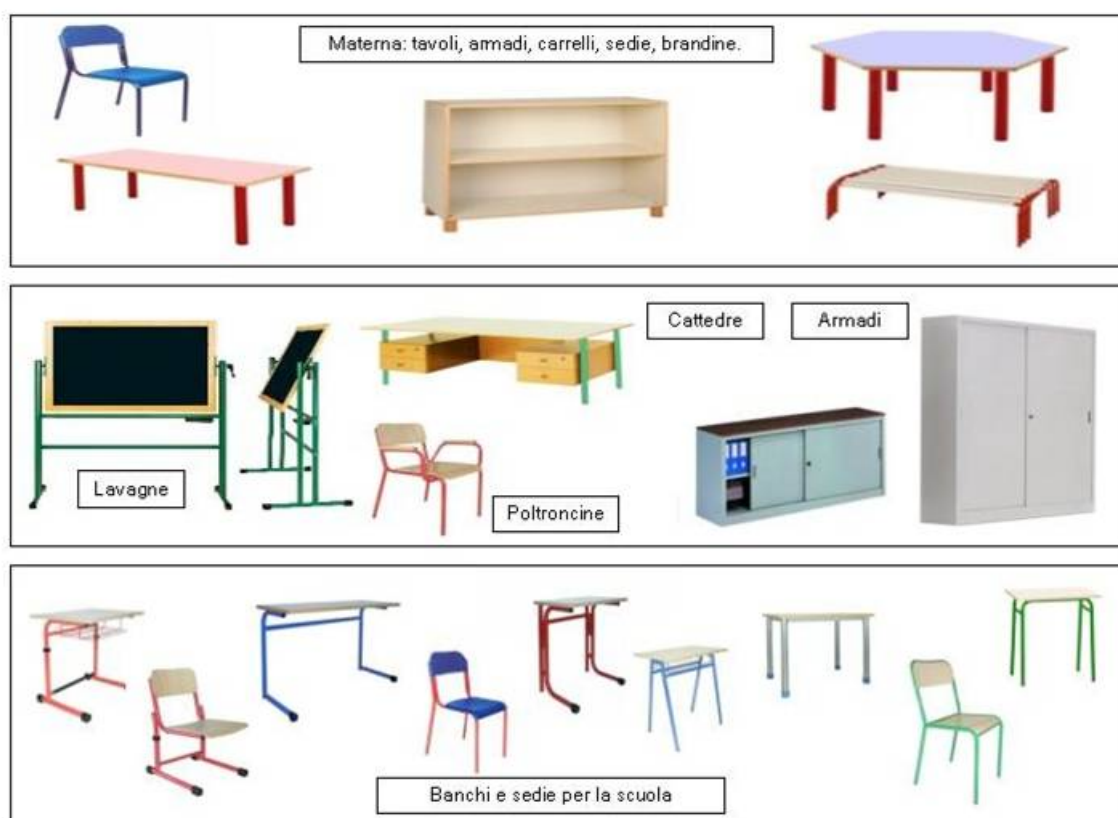 Materna: tavoli, armadi, carrelli, sedie, brandine.
Cattedre
Armadi
Lavagne
Poltroncine
Banchi e sedie per la scuola